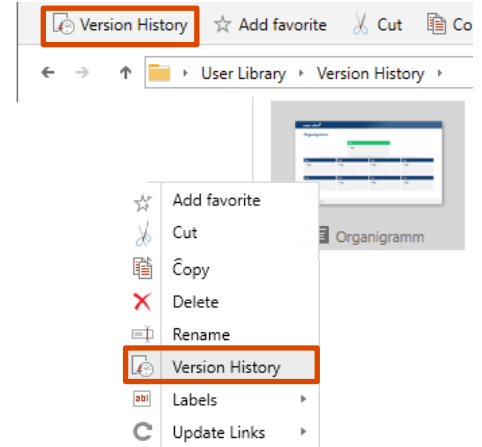 Version History Add favorite Cut Co
User Library Version History
Organigramm
Add favorite
Cut
Copy
Delete
Rename
Version History
abl Labels
Update Links